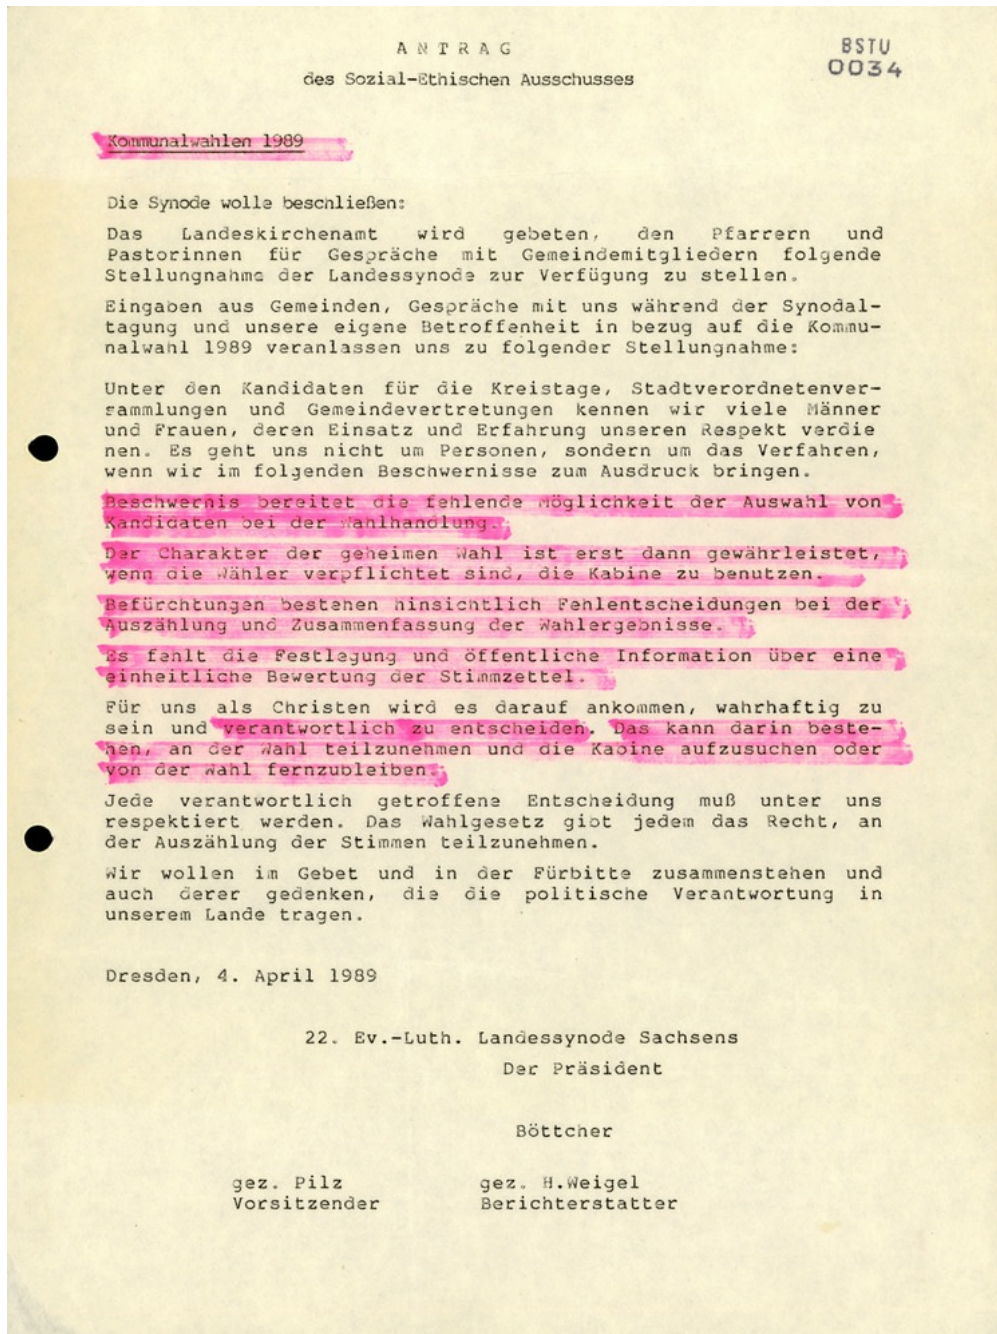 A N T R A G
BSTU
0034
des Sozial-Ethischen Ausschusses
Kommunalwahlen 1989
Die Synode wolle beschließen:
Das Landeskirchenamt wird gebeten, den Pfarrern und
Pastorinnen für Gespräche mit Gemeindemitgliedern folgende
Stellungnahme der Landessynode zur Verfügung zu stellen.
Eingaben aus Gemeinden, Gespräche mit uns während der Synodal-
tagung und unsere eigene Betroffenheit in bezug auf die Kommu-
nalwahl 1989 veranlassen uns zu folgender Stellungnahme:
Unter den Kandidaten für die Kreistage, Stadtverordnetenver-
sammlungen und Gemeindevertretungen kennen wir viele Männer
und Frauen, deren Einsatz und Erfahrung unseren Respekt verdie
nen. Es geht uns nicht um Personen, sondern um das Verfahren,
wenn wir im folgenden Beschwernisse zum Ausdruck bringen.
Beschwernis bereitet die fehlende Möglichkeit der Auswahl von
Kandidaten bei der Wahlhandlung.
Der Charakter der geheimen Wahl ist erst dann gewährleistet,
wenn die Wähler verpflichtet sind, die Kabine zu benutzen.
Befürchtungen bestehen hinsichtlich Fehlentscheidungen bei der
Auszählung und Zusammenfassung der Wahlergebnisse.
Es fehlt die Festlegung und öffentliche Information über eine
einheitliche Bewertung der Stimmzettel.
Für uns als Christen wird es darauf ankommen, wahrhaftig zu
sein und verantwortlich zu entscheiden. Das kann darin beste-
hen, an der Wahl teilzunehmen und die Kabine aufzusuchen oder
von der Wahl fernzubleiben.
Jede verantwortlich getroffene Entscheidung muß unter uns
respektiert werden. Das Wahlgesetz gibt jedem das Recht, an
der Auszählung der Stimmen teilzunehmen.
Wir wollen im Gebet und in der Fürbitte zusammenstehen und
auch derer gedenken, die die politische Verantwortung in
unserem Lande tragen.
Dresden, 4. April 1989
22. Ev.-Luth. Landessynode Sachsens
Der Präsident
Böttcher
gez. Pilz gez. H.Weigel
Vorsitzender Berichterstatter